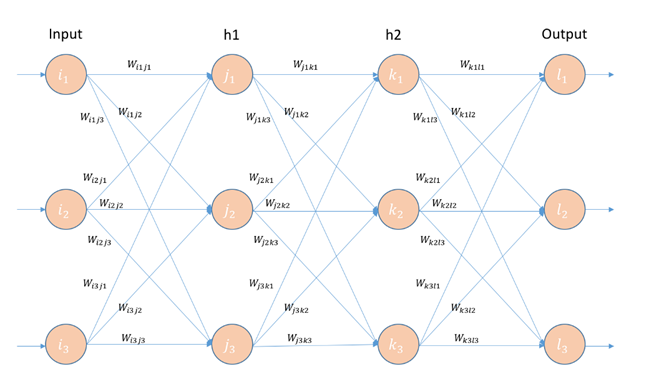 Input h1 h2 Output
W_{i1j1} W_{j1k1} W_{k1l1}
i_1 j_1 k_1 l_1
W_{i1j3} W_{i1j2} W_{j1k3} W_{j1k2} W_{k1l3} W_{k1l2}
W_{i2j1} W_{j2k1} W_{k2l1}
i_2 W_{i2j2} j_2 W_{j2k2} k_2 W_{k2l2} l_2
W_{i2j3} W_{j2k3} W_{k2l3}
W_{i3j1} W_{j3k1} W_{k3l1}
W_{i3j2} W_{j3k2} W_{k3l2}
i_3 W_{i3j3} j_3 W_{j3k3} k_3 W_{k3l3} l_3